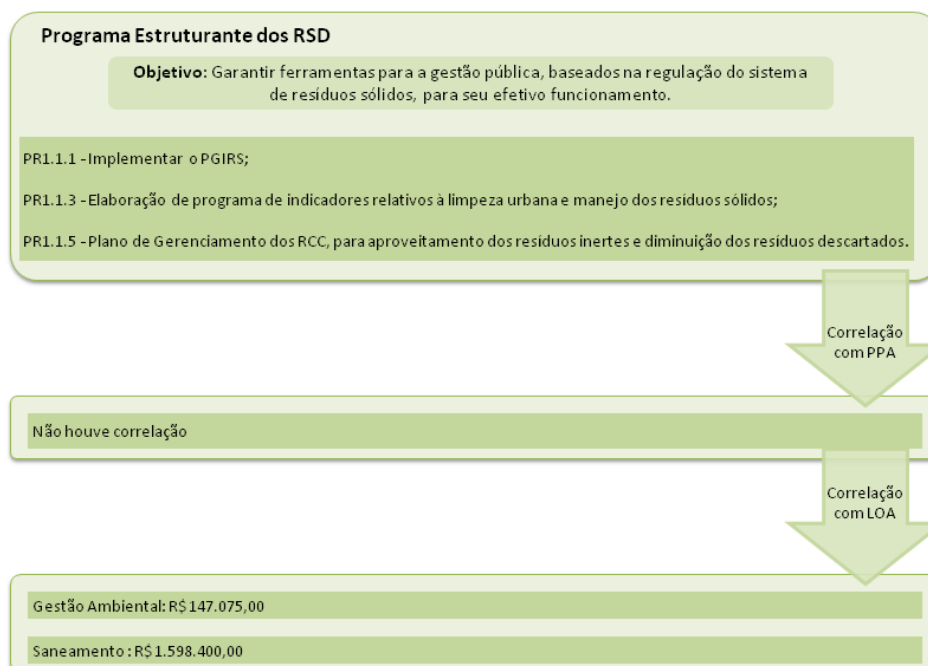 Programa Estruturante dos RSD
Objetivo: Garantir ferramentas para a gestão pública, baseados na regulação do sistema
de resíduos sólidos, para seu efetivo funcionamento.
PR1.1.1 - Implementar o PGIRS;
PR1.1.3 - Elaboração de programa de indicadores relativos à limpeza urbana e manejo dos resíduos sólidos;
PR1.1.5 - Plano de Gerenciamento dos RCC, para aproveitamento dos resíduos inertes e diminuição dos resíduos descartados.
Correlação
com PPA
Não houve correlação
Correlação
com LOA
Gestão Ambiental: R$ 147.075,00
Saneamento : R$ 1.598.400,00